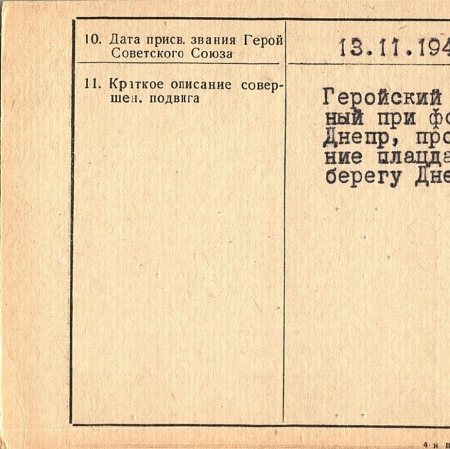 10. Дата присв. звания Герой
Советского Союза
13.11.194
11. Краткое описание совер-
шен. подвига
Геройский
ный при фо
Днепр, про
ние плацда
берегу Дне